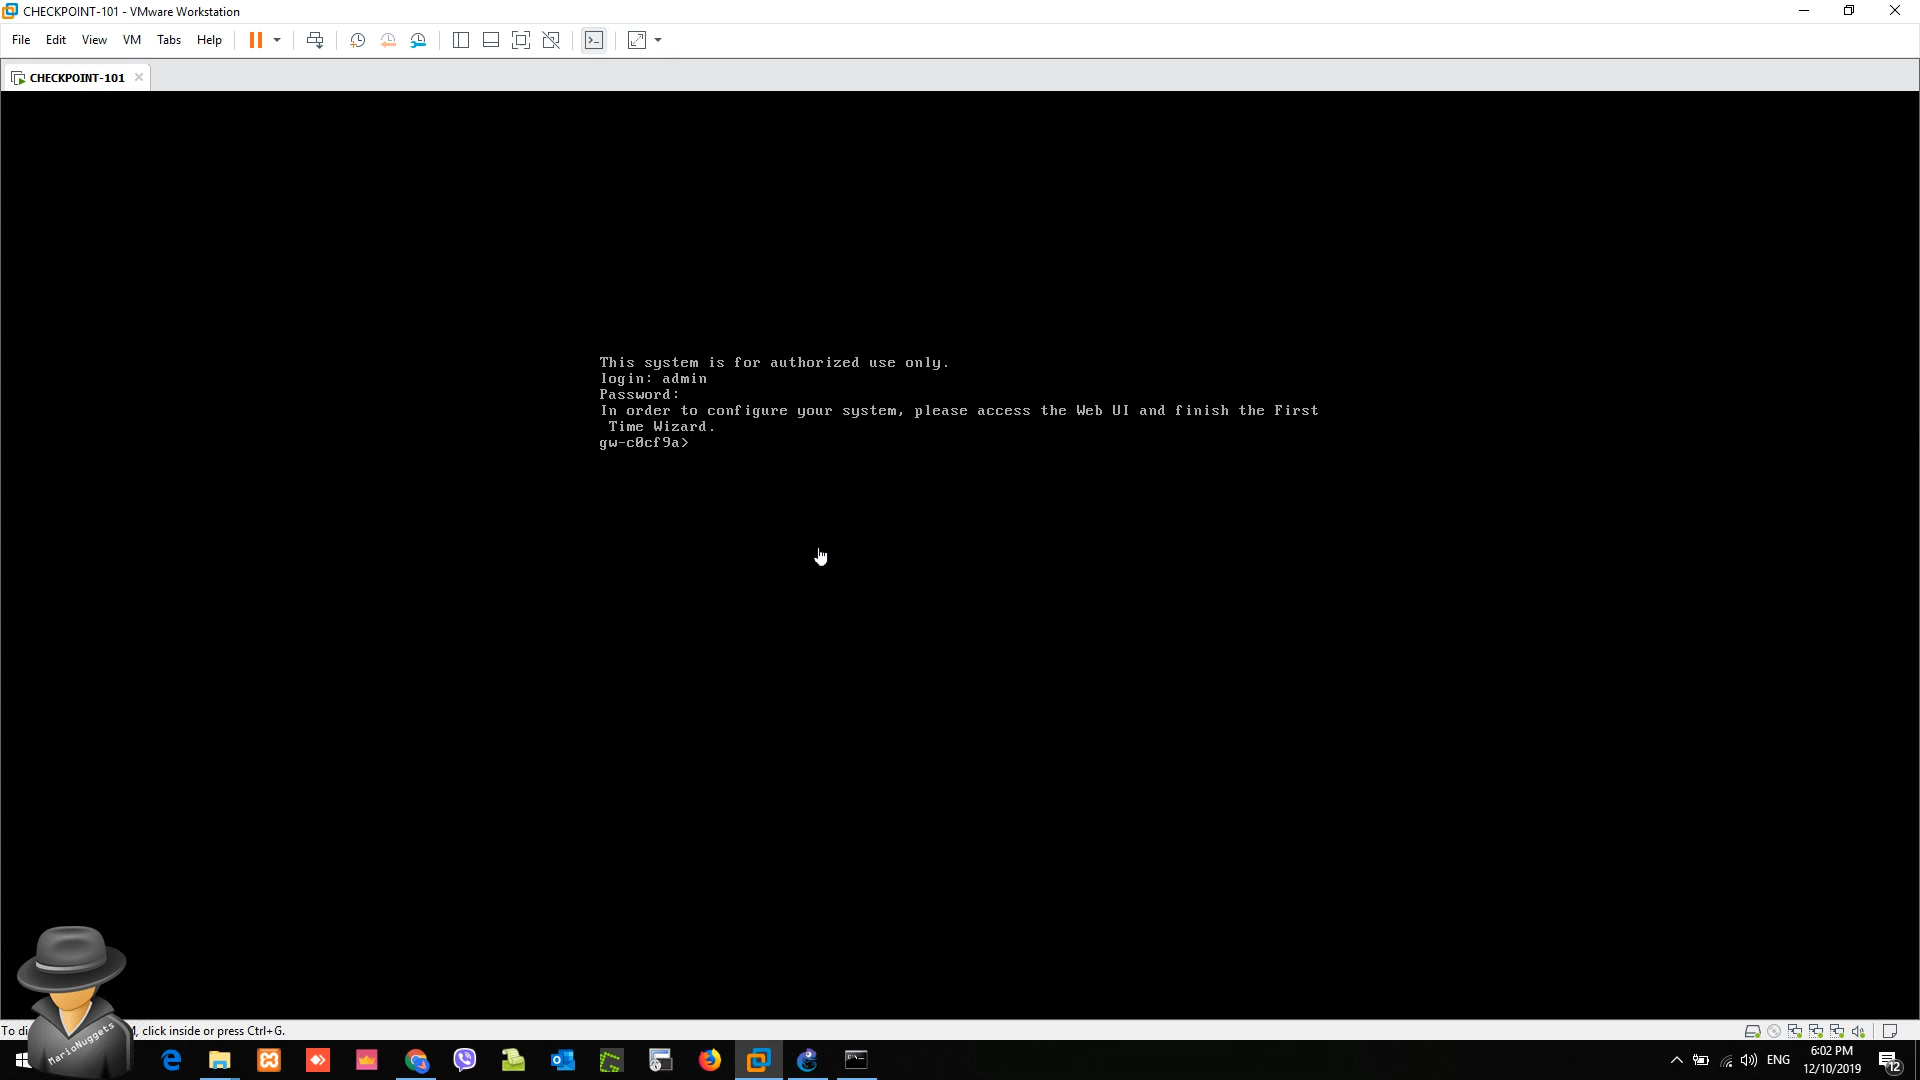 CHECKPOINT-101 - VMware Workstation
File Edit View VM Tabs Help
CHECKPOINT-101
This system is for authorized use only.
login: admin
Password:
In order to configure your system, please access the Web UI and finish the First
Time Wizard.
gw-c0cf9a>
To di
, click inside or press Ctrl+G.
MarioNuggets
ENG
6:02 PM
12/10/2019
12